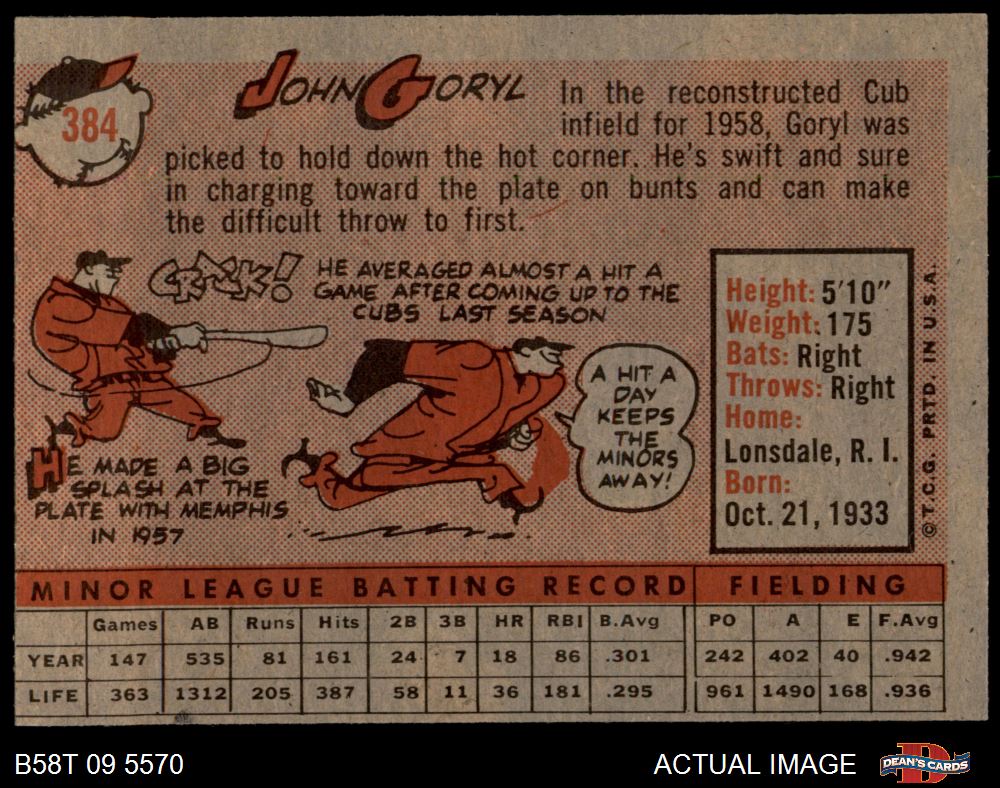 384
JOHN GORYL
In the reconstructed Cub
infield for 1958, Goryl was
picked to hold down the hot corner. He's swift and sure
in charging toward the plate on bunts and can make
the difficult throw to first.
CRACK!
HE AVERAGED ALMOST A HIT A
GAME AFTER COMING UP TO THE
CUBS LAST SEASON
A HIT A
DAY
KEEPS
THE
MINORS
AWAY!
HE MADE A BIG
SPLASH AT THE
PLATE WITH MEMPHIS
IN 1957
Height: 5'10"
Weight: 175
Bats: Right
Throws: Right
Home:
Lonsdale, R. I.
Born:
Oct. 21, 1933
© T.C.G. PRTD. IN U.S.A.
MINOR LEAGUE BATTING RECORD FIELDING
Games AB Runs Hits 2B 3B HR RBI B.Avg PO A E F.Avg
YEAR 147 535 81 161 24 7 18 86 .301 242 402 40 .942
LIFE 363 1312 205 387 58 11 36 181 .295 961 1490 168 .936
B58T 09 5570 ACTUAL IMAGE DEAN'S CARDS